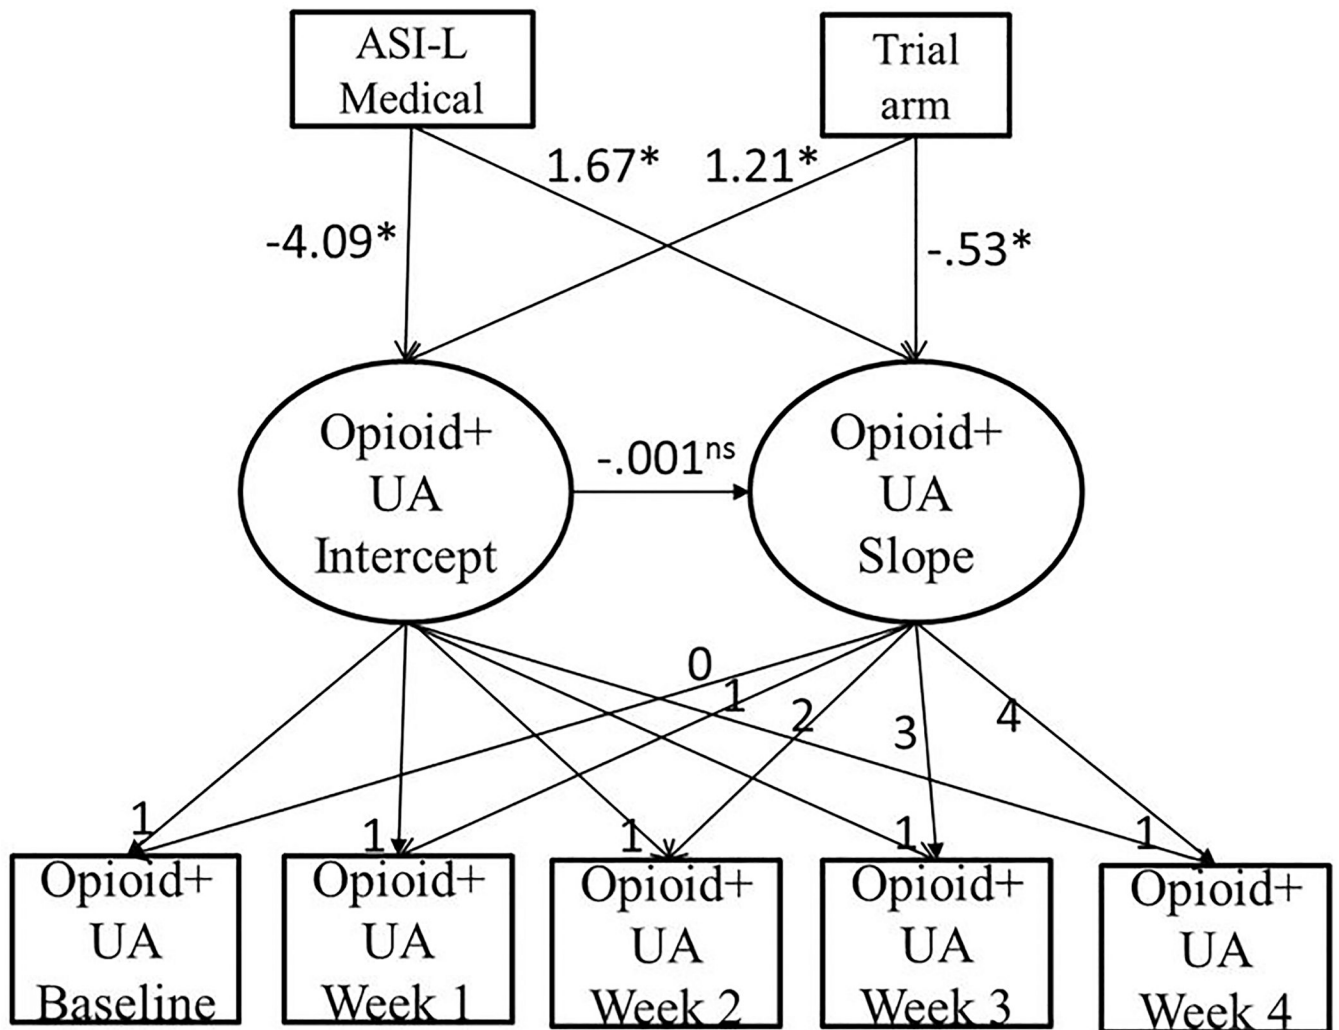 ASI-L
Medical
Trial
arm
1.67*
1.21*
-4.09*
-.53*
Opioid+
UA
Intercept
-.001ns
Opioid+
UA
Slope
0
1
2
3
4
1
1
1
1
1
Opioid+
UA
Baseline
Opioid+
UA
Week 1
Opioid+
UA
Week 2
Opioid+
UA
Week 3
Opioid+
UA
Week 4